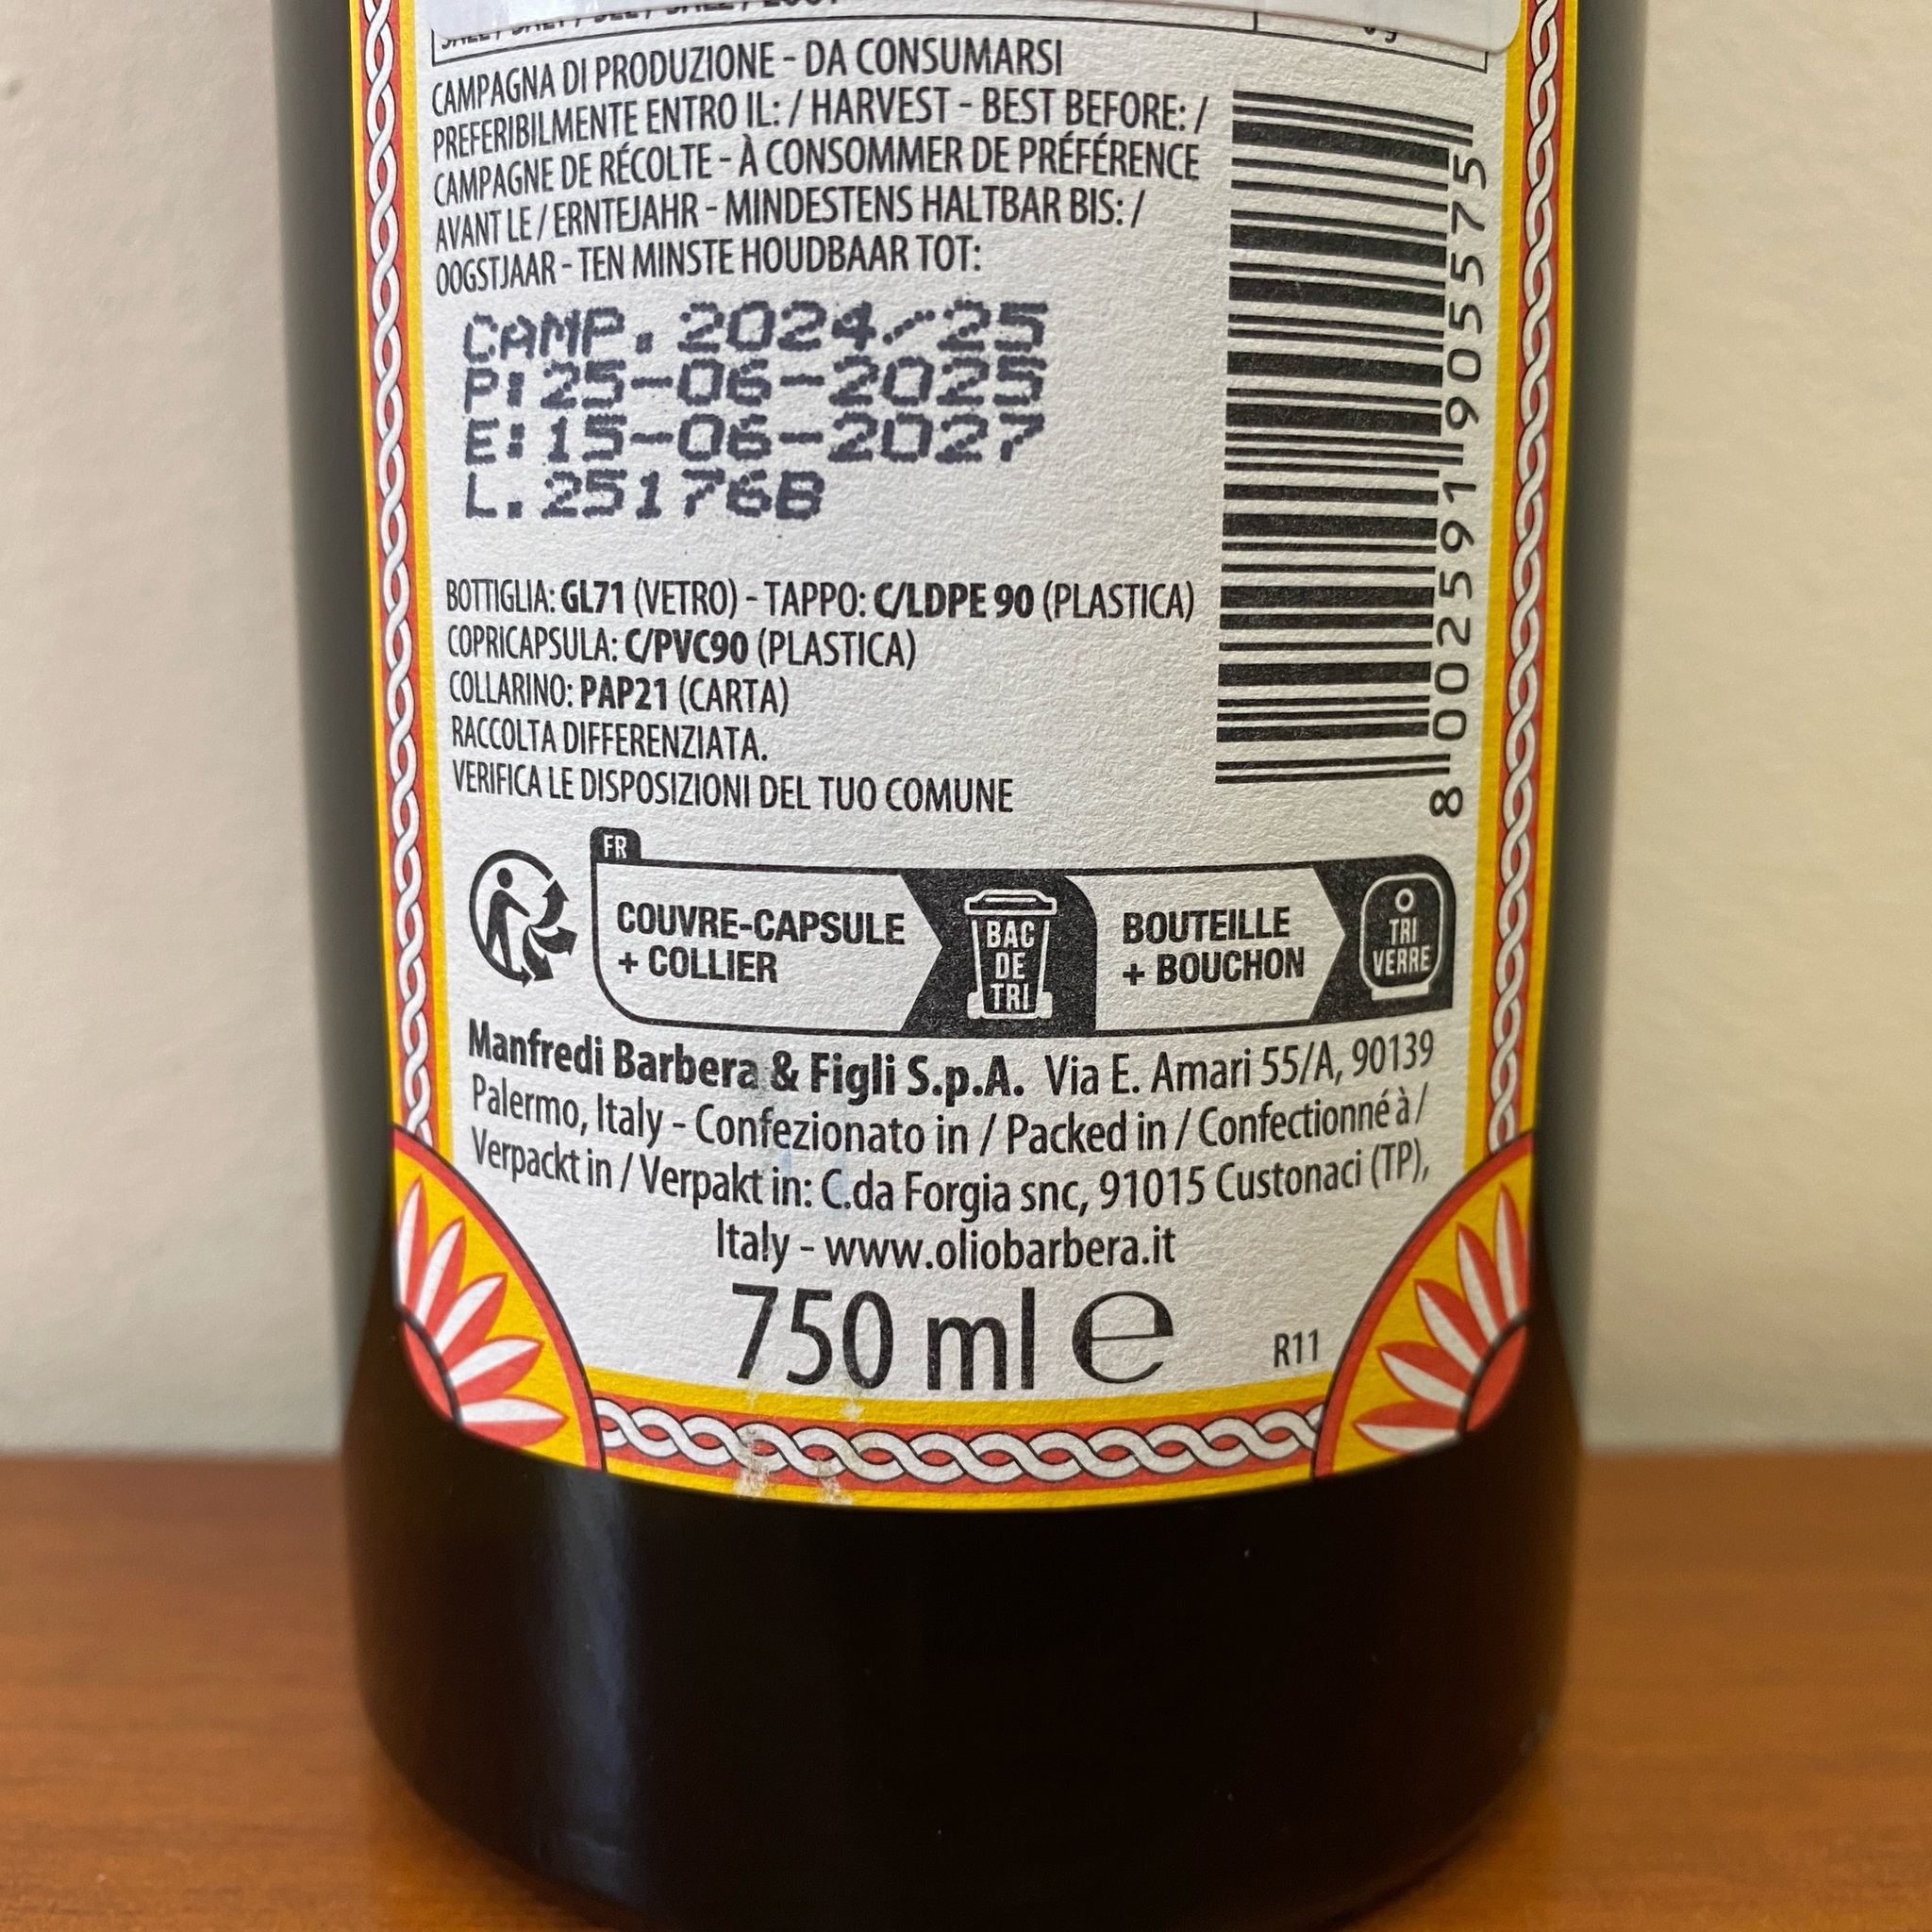 CAMPAGNA DI PRODUZIONE - DA CONSUMARSI
PREFERIBILMENTE ENTRO IL: / HARVEST - BEST BEFORE: /
CAMPAGNE DE RÉCOLTE - À CONSOMMER DE PRÉFÉRENCE
AVANT LE / ERNTEJAHR - MINDESTENS HALTBAR BIS: /
OOGSTJAAR - TEN MINSTE HOUDBAAR TOT:
CAMP. 2024/25
P: 25-06-2025
E: 15-06-2027
L. 25176B
8 002591 905575
BOTTIGLIA: GL71 (VETRO) - TAPPO: C/LDPE 90 (PLASTICA)
COPRICAPSULA: C/PVC90 (PLASTICA)
COLLARINO: PAP21 (CARTA)
RACCOLTA DIFFERENZIATA.
VERIFICA LE DISPOSIZIONI DEL TUO COMUNE
FR
COUVRE-CAPSULE
+ COLLIER
BAC
DE
TRI
BOUTEILLE
+ BOUCHON
TRI
VERRE
Manfredi Barbera & Figli S.p.A. Via E. Amari 55/A, 90139
Palermo, Italy - Confezionato in / Packed in / Confectionné à /
Verpackt in / Verpakt in: C.da Forgia snc, 91015 Custonaci (TP),
Italy - www.oliobarbera.it
750 ml ℮
R11